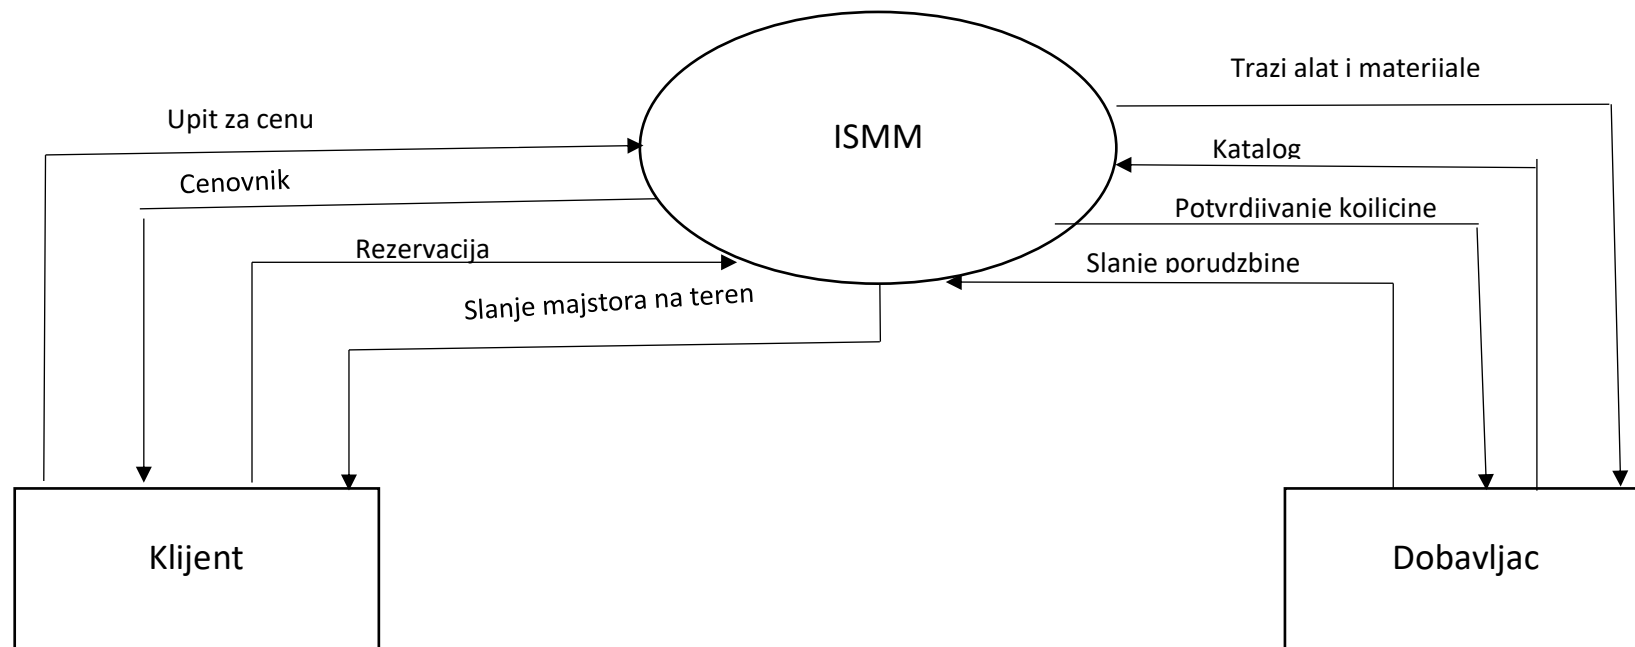 ISMM
Trazi alat i materijale
Upit za cenu
Katalog
Cenovnik
Potvrdjivanje koilicine
Rezervacija
Slanje porudzbine
Slanje majstora na teren
Klijent
Dobavljac